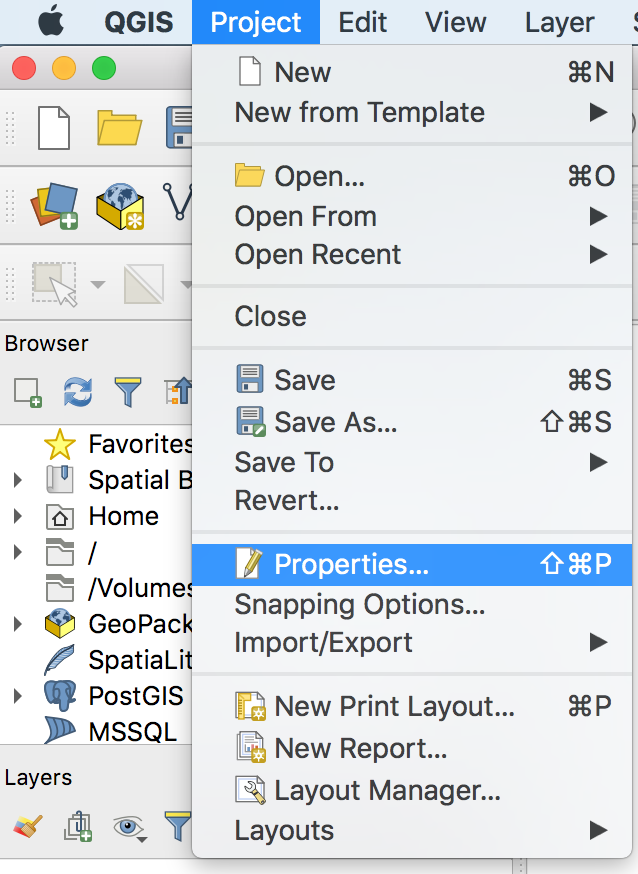 QGIS Project Edit View Layer
New ⌘N
New from Template
Open... ⌘O
Open From
Open Recent
Close
Browser
Save ⌘S
Save As... ⇧⌘S
Favorites
Save To
Spatial B
Revert...
Home
/
Properties... ⇧⌘P
/Volumes
Snapping Options...
GeoPack
Import/Export
SpatiaLit
PostGIS
New Print Layout... ⌘P
MSSQL
New Report...
Layers
Layout Manager...
Layouts